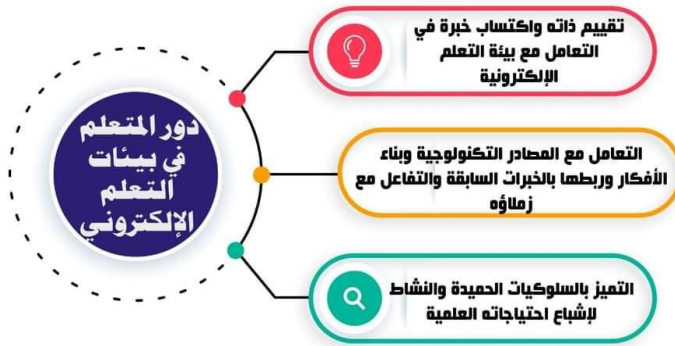 دور المتعلم
في بيئات
التعلم
الإلكتروني
تقييم ذاته واكتساب خبرة في
التعامل مع بيئة التعلم
الإلكترونية
التعامل مع المصادر التكنولوجية وبناء
الأفكار وربطها بالخبرات السابقة والتفاعل مع
زملاؤه
التميز بالسلوكيات الحميدة والنشاط
لإشباع احتياجاته العلمية